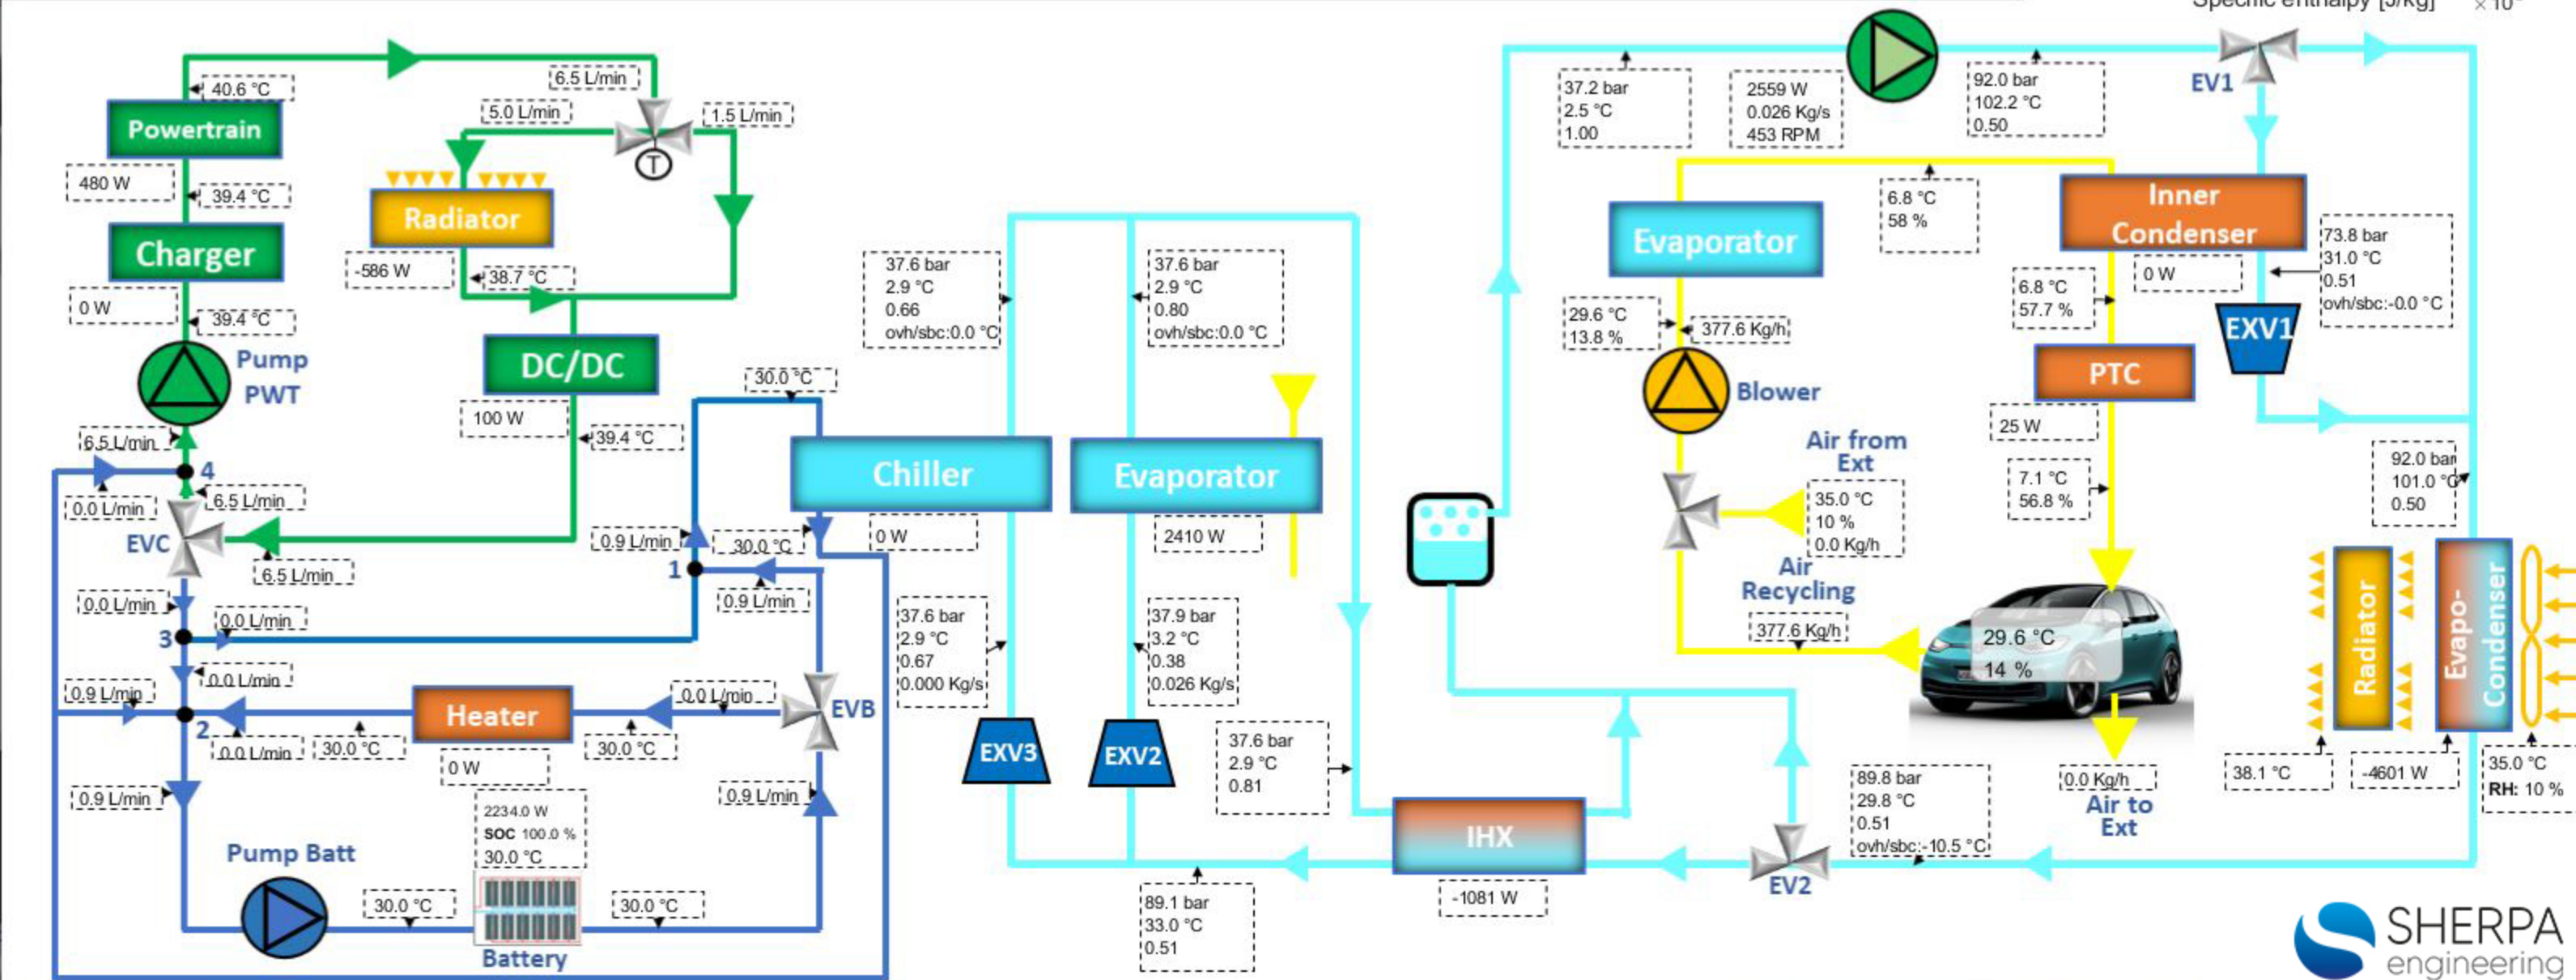 Specific enthalpy [J/kg]
× 10
40.6 °C
Powertrain
480 W
39.4 °C
Charger
0 W
39.4 °C
Pump
PWT
6.5 L/min
4
0.0 L/min
6.5 L/min
EVC
6.5 L/min
0.0 L/min
3
0.0 L/min
0.0 L/min
0.9 L/min
2
0.0 L/min
30.0 °C
Heater
0 W
30.0 °C
0.0 L/min
EVB
0.9 L/min
0.9 L/min
Pump Batt
30.0 °C
2234.0 W
SOC 100.0 %
30.0 °C
Battery
30.0 °C
6.5 L/min
5.0 L/min
1.5 L/min
T
Radiator
-586 W
38.7 °C
DC/DC
100 W
39.4 °C
30.0 °C
0.9 L/min
30.0 °C
1
0.9 L/min
Chiller
0 W
37.6 bar
2.9 °C
0.66
ovh/sbc:0.0 °C
37.6 bar
2.9 °C
0.80
ovh/sbc:0.0 °C
Evaporator
2410 W
37.6 bar
2.9 °C
0.67
0.000 Kg/s
37.9 bar
3.2 °C
0.38
0.026 Kg/s
EXV3
EXV2
37.6 bar
2.9 °C
0.81
89.1 bar
33.0 °C
0.51
IHX
-1081 W
EV2
89.8 bar
29.8 °C
0.51
ovh/sbc:-10.5 °C
37.2 bar
2.5 °C
1.00
2559 W
0.026 Kg/s
453 RPM
92.0 bar
102.2 °C
0.50
EV1
Evaporator
6.8 °C
58 %
Inner
Condenser
0 W
73.8 bar
31.0 °C
0.51
ovh/sbc:-0.0 °C
6.8 °C
57.7 %
EXV1
29.6 °C
13.8 %
377.6 Kg/h
Blower
PTC
25 W
7.1 °C
56.8 %
Air from
Ext
35.0 °C
10 %
0.0 Kg/h
Air
Recycling
377.6 Kg/h
29.6 °C
14 %
0.0 Kg/h
Air to
Ext
92.0 bar
101.0 °C
0.50
Radiator
Evapo-
Condenser
38.1 °C
-4601 W
35.0 °C
RH: 10 %
SHERPA
engineering